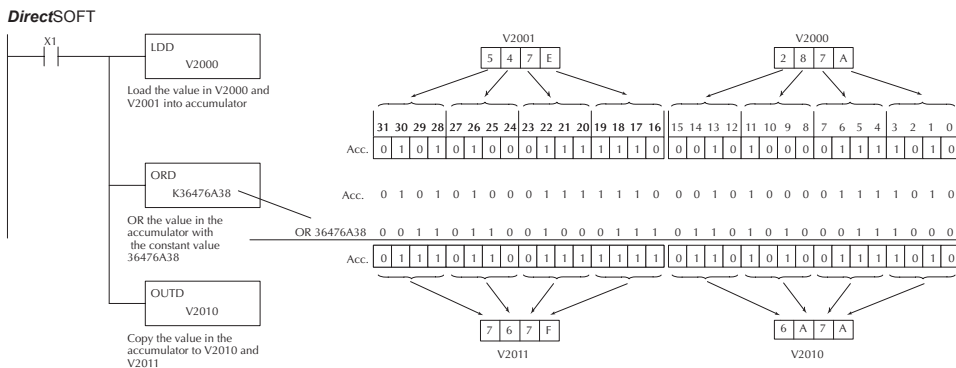 DirectSOFT
X1
LDD
V2000
Load the value in V2000 and
V2001 into accumulator
ORD
K36476A38
OR the value in the
accumulator with
the constant value
36476A38
OUTD
V2010
Copy the value in the
accumulator to V2010 and
V2011
V2001 V2000
5 4 7 E 2 8 7 A
31 30 29 28 27 26 25 24 23 22 21 20 19 18 17 16 15 14 13 12 11 10 9 8 7 6 5 4 3 2 1 0
Acc. 0 1 0 1 0 1 0 0 0 1 1 1 1 1 1 0 0 0 1 0 1 0 0 0 0 1 1 1 1 0 1 0
Acc. 0 1 0 1 0 1 0 0 0 1 1 1 1 1 1 0 0 0 1 0 1 0 0 0 0 1 1 1 1 0 1 0
OR 36476A38 0 0 1 1 0 1 1 0 0 1 0 0 0 1 1 1 0 1 1 0 1 0 1 0 0 0 1 1 1 0 0 0
Acc. 0 1 1 1 0 1 1 0 0 1 1 1 1 1 1 1 0 1 1 0 1 0 1 0 0 1 1 1 1 0 1 0
7 6 7 F 6 A 7 A
V2011 V2010